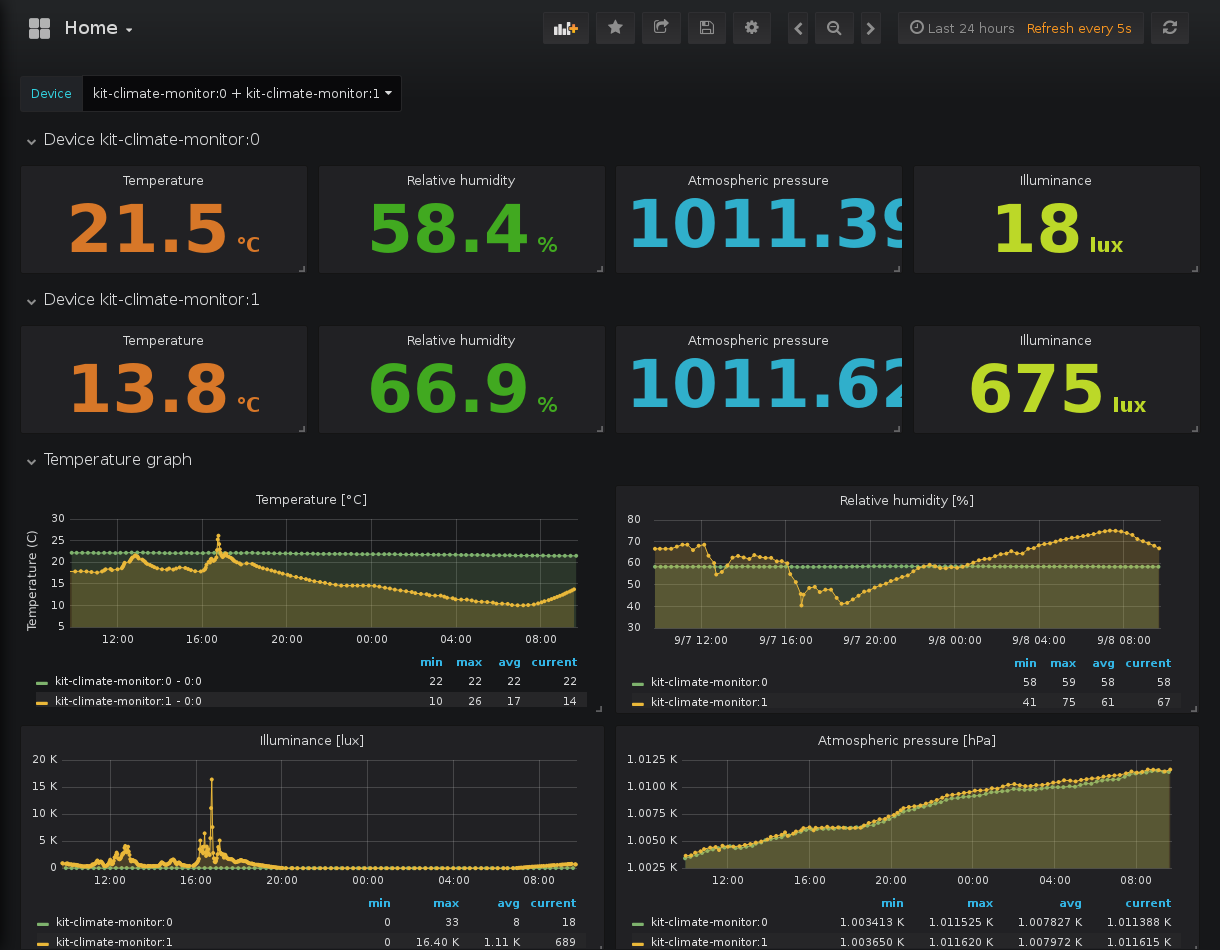 Home
Last 24 hours Refresh every 5s
Device kit-climate-monitor:0 + kit-climate-monitor:1
Device kit-climate-monitor:0
Temperature Relative humidity Atmospheric pressure Illuminance
21.5 °C 58.4 % 1011.39 18 lux
Device kit-climate-monitor:1
Temperature Relative humidity Atmospheric pressure Illuminance
13.8 °C 66.9 % 1011.62 675 lux
Temperature graph
Temperature [°C]
Temperature (C)
30
25
20
15
10
5
12:00 16:00 20:00 00:00 04:00 08:00
min max avg current
kit-climate-monitor:0 - 0:0 22 22 22 22
kit-climate-monitor:1 - 0:0 10 26 17 14
Relative humidity [%]
80
70
60
50
40
30
9/7 12:00 9/7 16:00 9/7 20:00 9/8 00:00 9/8 04:00 9/8 08:00
min max avg current
kit-climate-monitor:0 58 59 58 58
kit-climate-monitor:1 41 75 61 67
Illuminance [lux]
20 K
15 K
10 K
5 K
0
12:00 16:00 20:00 00:00 04:00 08:00
min max avg current
kit-climate-monitor:0 0 33 8 18
kit-climate-monitor:1 0 16.40 K 1.11 K 689
Atmospheric pressure [hPa]
1.0125 K
1.0100 K
1.0075 K
1.0050 K
1.0025 K
12:00 16:00 20:00 00:00 04:00 08:00
min max avg current
kit-climate-monitor:0 1.003413 K 1.011525 K 1.007827 K 1.011388 K
kit-climate-monitor:1 1.003650 K 1.011620 K 1.007972 K 1.011615 K